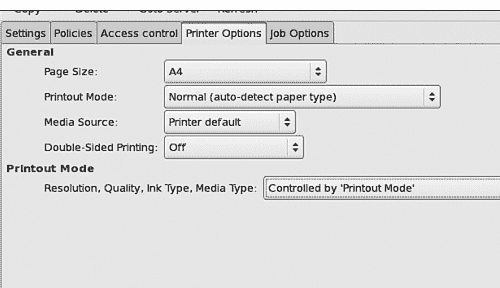 Settings Policies Access control Printer Options Job Options
General
Page Size: A4
Printout Mode: Normal (auto-detect paper type)
Media Source: Printer default
Double-Sided Printing: Off
Printout Mode
Resolution, Quality, Ink Type, Media Type: Controlled by 'Printout Mode'